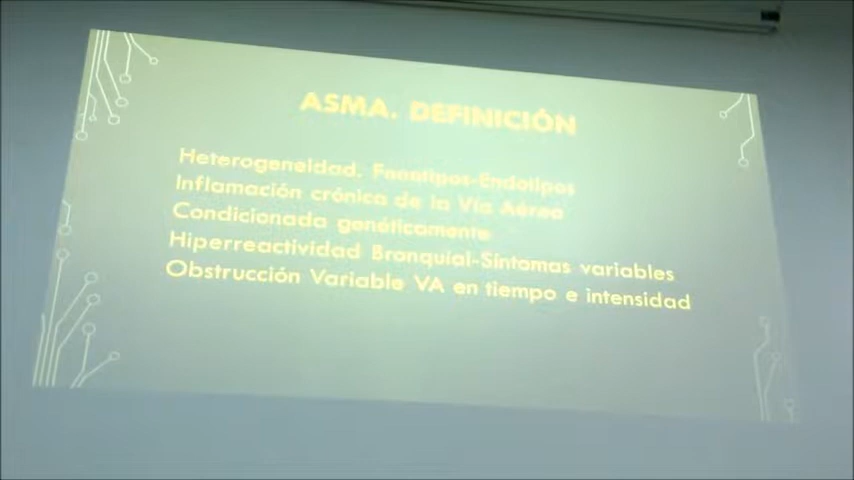 ASMA. DEFINICIÓN
Heterogeneidad. Fenotipos-Endotipos
Inflamación crónica de la Vía Aérea
Condicionada genéticamente
Hiperreactividad Bronquial-Síntomas variables
Obstrucción Variable VA en tiempo e intensidad